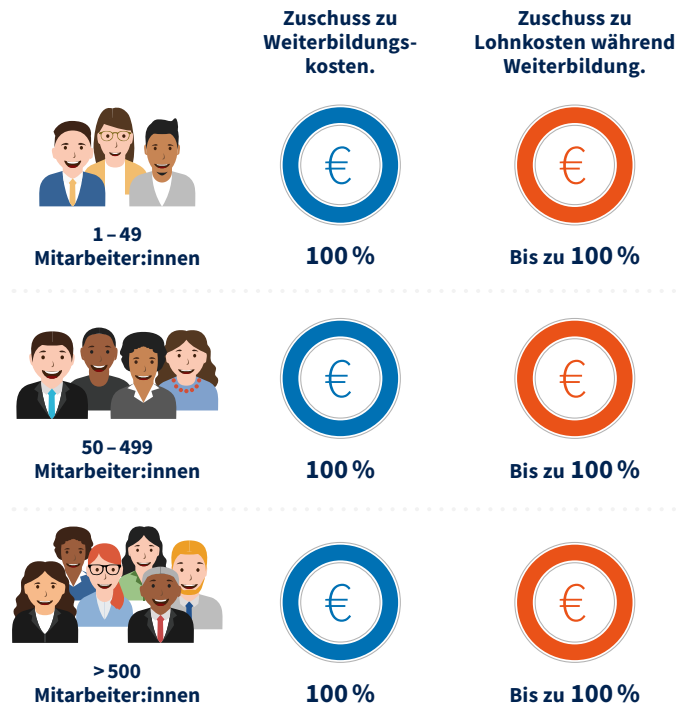 Zuschuss zu
Weiterbildungs-
kosten.
Zuschuss zu
Lohnkosten während
Weiterbildung.
€
€
1 – 49
Mitarbeiter:innen
100 %
Bis zu 100 %
€
€
50 – 499
Mitarbeiter:innen
100 %
Bis zu 100 %
€
€
> 500
Mitarbeiter:innen
100 %
Bis zu 100 %